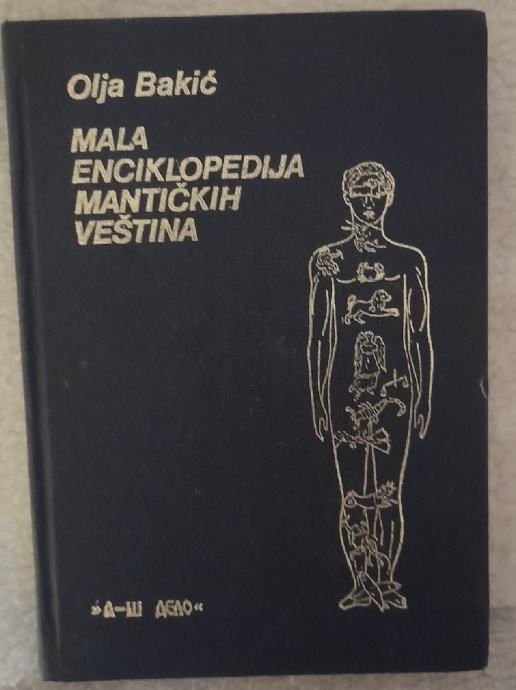 Olja Bakić
MALA
ENCIKLOPEDIJA
MANTIČKIH
VEŠTINA
»А-Ш ДЕЛО«